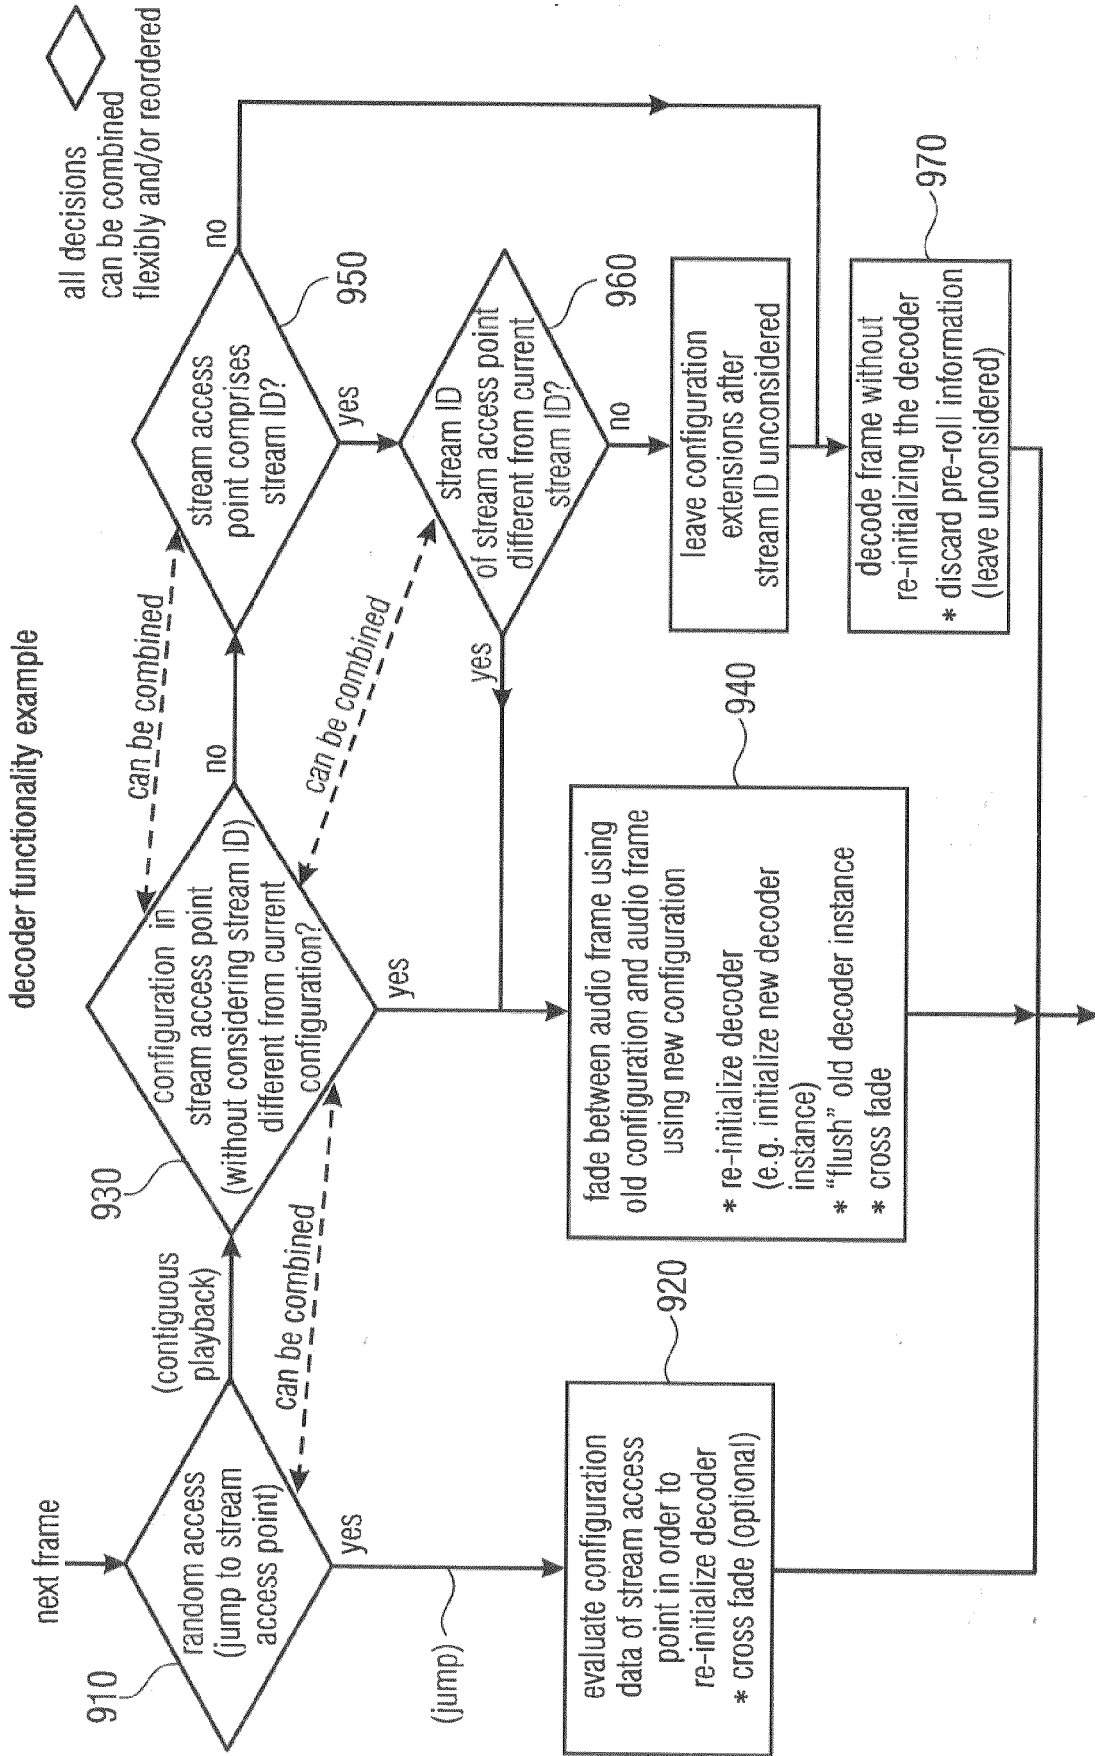 decoder functionality example
all decisions
can be combined
flexibly and/or reordered
next frame
910
random access
(jump to stream
access point)
yes
(jump)
(contiguous
playback)
can be combined
920
evaluate configuration
data of stream access
point in order to
re-initialize decoder
* cross fade (optional)
930
configuration in
stream access point
(without considering stream ID)
different from current
configuration?
yes
no
can be combined
can be combined
940
fade between audio frame using
old configuration and audio frame
using new configuration
* re-initialize decoder
(e.g. initialize new decoder
instance)
* “flush” old decoder instance
* cross fade
950
stream access
point comprises
stream ID?
no
yes
960
stream ID
of stream access point
different from current
stream ID?
yes
no
leave configuration
extensions after
stream ID unconsidered
970
decode frame without
re-initializing the decoder
* discard pre-roll information
(leave unconsidered)